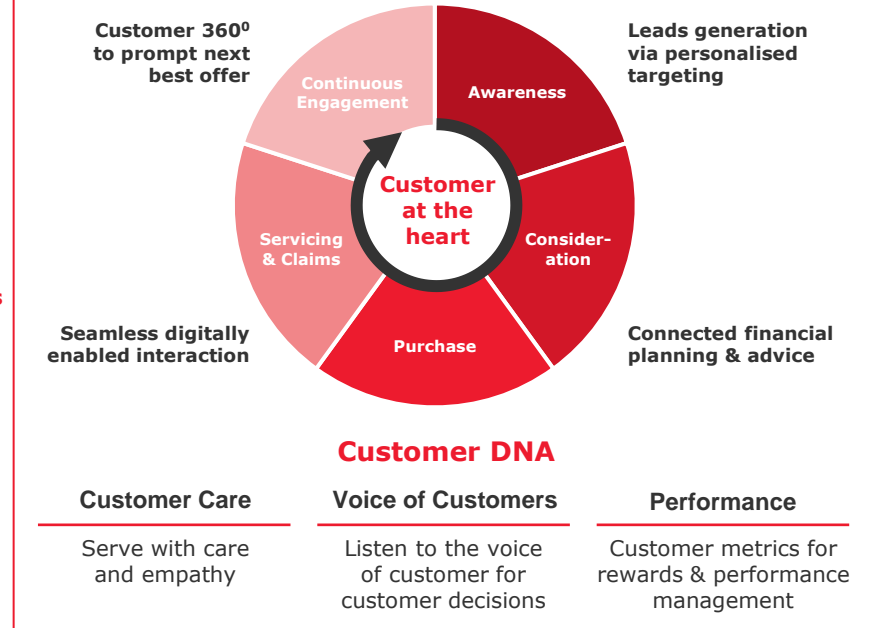 Customer 360⁰
to prompt next
best offer
Leads generation
via personalised
targeting
Continuous
Engagement
Awareness
Customer
at the
heart
Servicing
& Claims
Consider-
ation
s
Seamless digitally
enabled interaction
Purchase
Connected financial
planning & advice
Customer DNA
Customer Care
Serve with care
and empathy
Voice of Customers
Listen to the voice
of customer for
customer decisions
Performance
Customer metrics for
rewards & performance
management